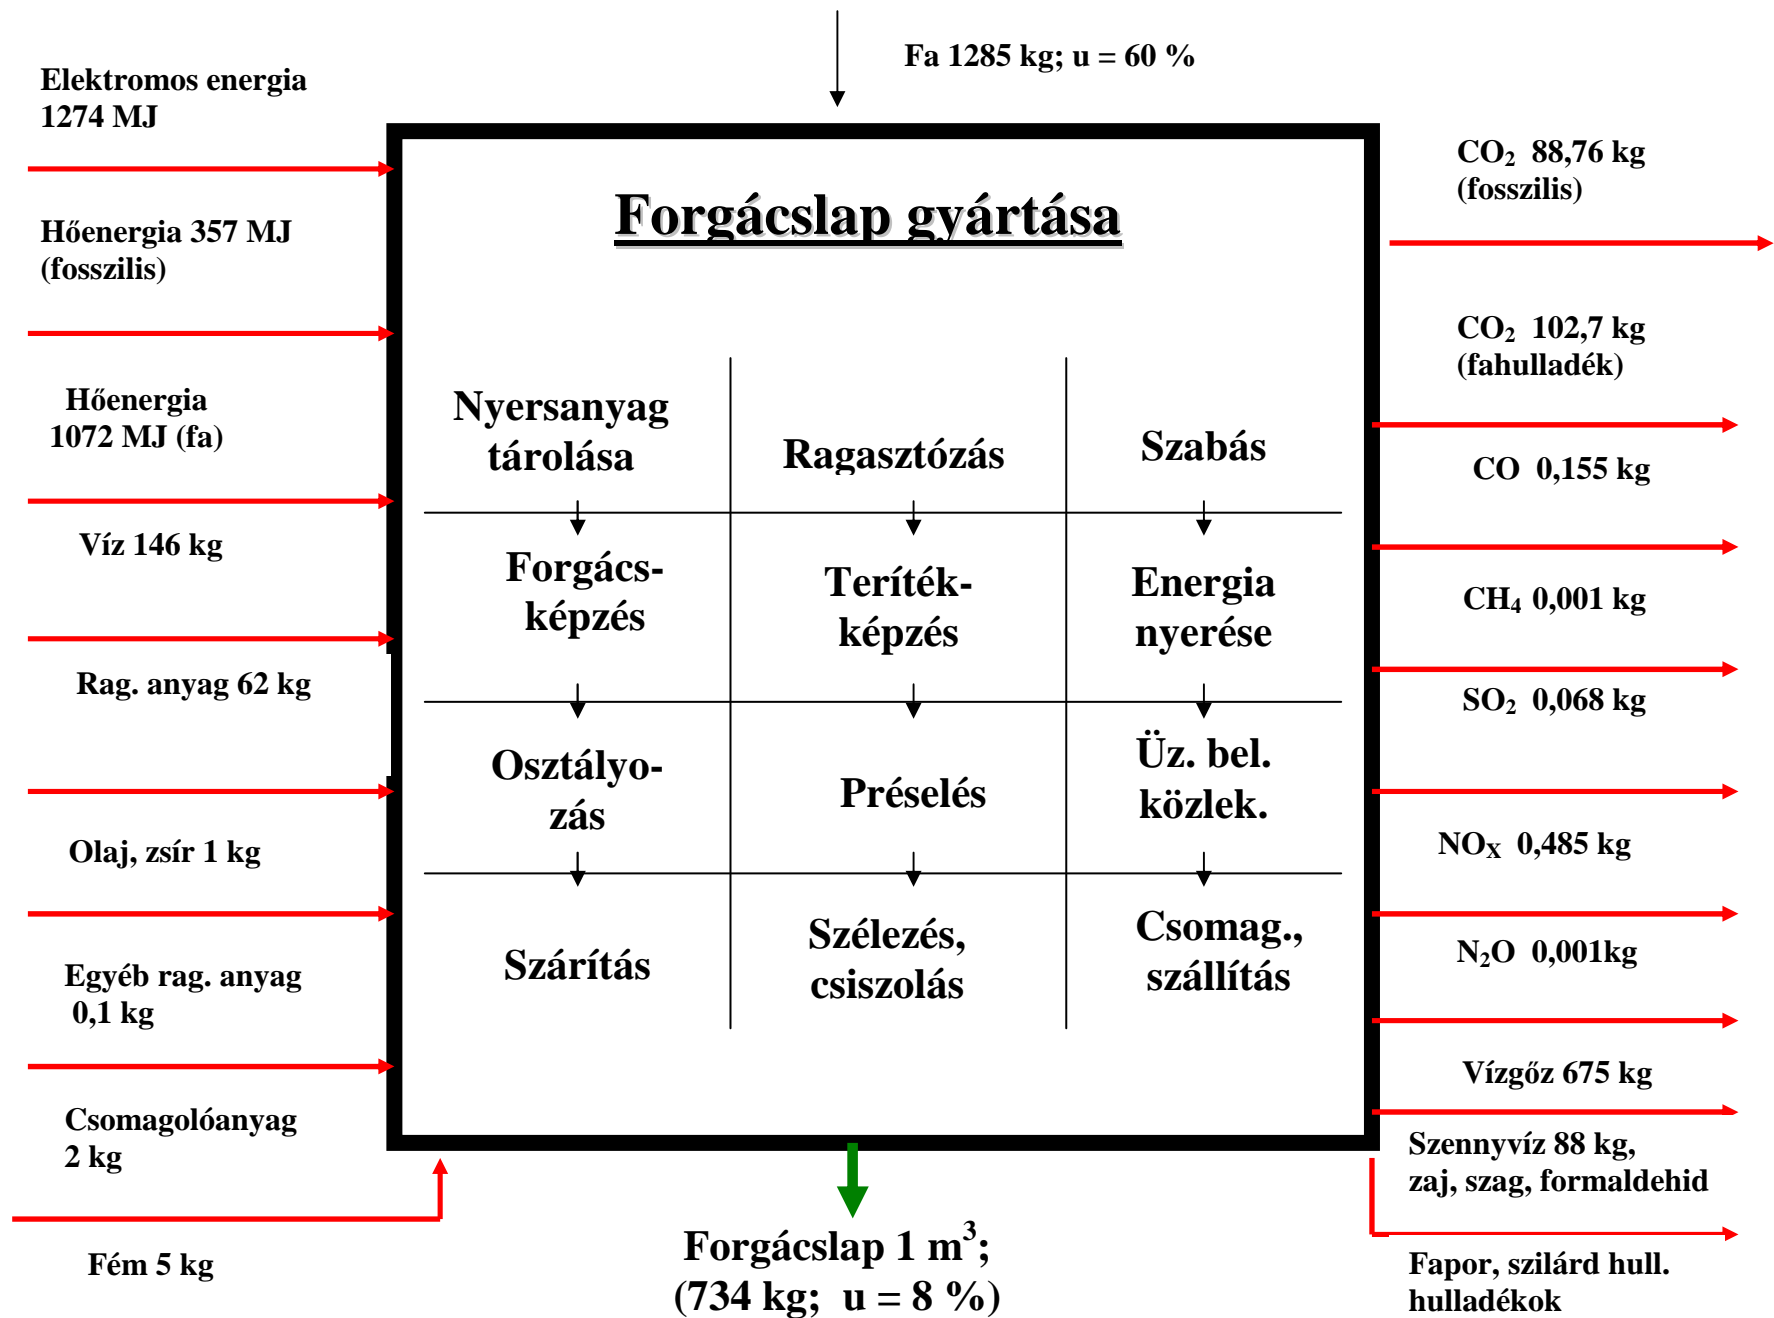 Fa 1285 kg; u = 60 %
Elektromos energia
1274 MJ
Hőenergia 357 MJ
(fosszilis)
Hőenergia
1072 MJ (fa)
Víz 146 kg
Rag. anyag 62 kg
Olaj, zsír 1 kg
Egyéb rag. anyag
0,1 kg
Csomagolóanyag
2 kg
Fém 5 kg
Forgácslap gyártása
Nyersanyag
tárolása
Forgács-
képzés
Osztályo-
zás
Szárítás
Ragasztózás
Teríték-
képzés
Préselés
Szélezés,
csiszolás
Szabás
Energia
nyerése
Üz. bel.
közlek.
Csomag.,
szállítás
CO₂ 88,76 kg
(fosszilis)
CO₂ 102,7 kg
(fahulladék)
CO 0,155 kg
CH₄ 0,001 kg
SO₂ 0,068 kg
NOX 0,485 kg
N₂O 0,001kg
Vízgőz 675 kg
Szennyvíz 88 kg,
zaj, szag, formaldehid
Fapor, szilárd hull.
hulladékok
Forgácslap 1 m³;
(734 kg; u = 8 %)